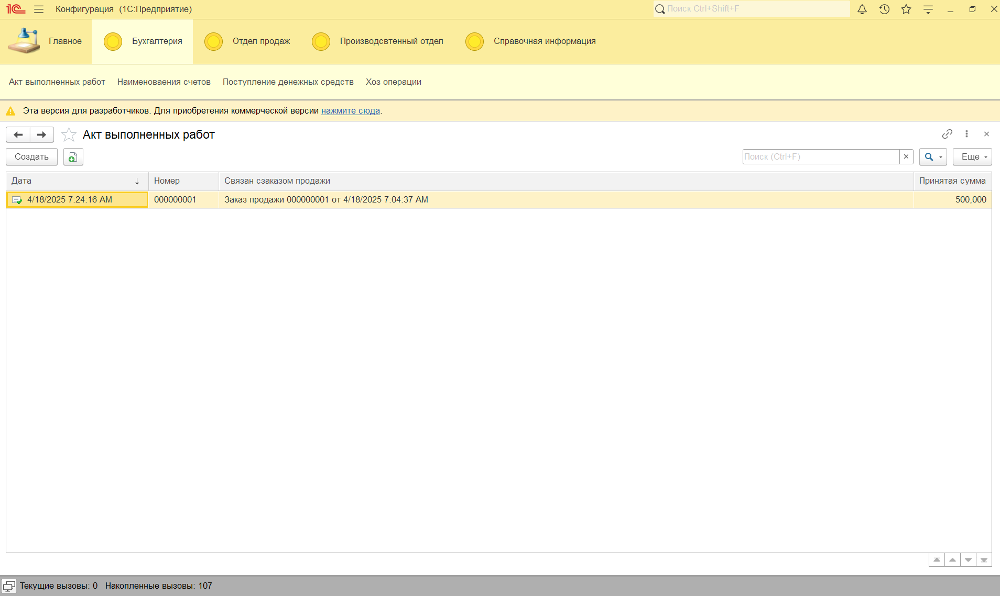 1С Конфигурация (1С:Предприятие) Поиск Ctrl+Shift+F
Главное Бухгалтерия Отдел продаж Производсвтенный отдел Справочная информация
Акт выполненных работ Наименоваения счетов Поступление денежных средств Хоз операции
Эта версия для разработчиков. Для приобретения коммерческой версии нажмите сюда.
Акт выполненных работ
Создать Поиск (Ctrl+F) Еще
Дата Номер Связан сзаказом продажи Принятая сумма
4/18/2025 7:24:16 AM 000000001 Заказ продажи 000000001 от 4/18/2025 7:04:37 AM 500,000
Текущие вызовы: 0 Накопленные вызовы: 107